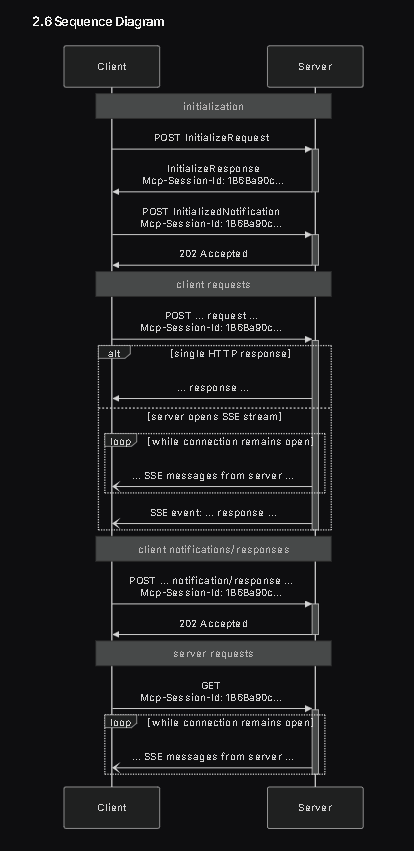 2.6 Sequence Diagram
Client
Server
initialization
POST InitializeRequest
InitializeResponse
Mcp-Session-Id: 1868a90c...
POST InitializedNotification
Mcp-Session-Id: 1868a90c...
202 Accepted
client requests
POST ... request ...
Mcp-Session-Id: 1868a90c...
alt
[single HTTP response]
... response ...
[server opens SSE stream]
loop
[while connection remains open]
... SSE messages from server ...
SSE event: ... response ...
client notifications/responses
POST ... notification/response ...
Mcp-Session-Id: 1868a90c...
202 Accepted
server requests
GET
Mcp-Session-Id: 1868a90c...
loop
[while connection remains open]
... SSE messages from server ...
Client
Server